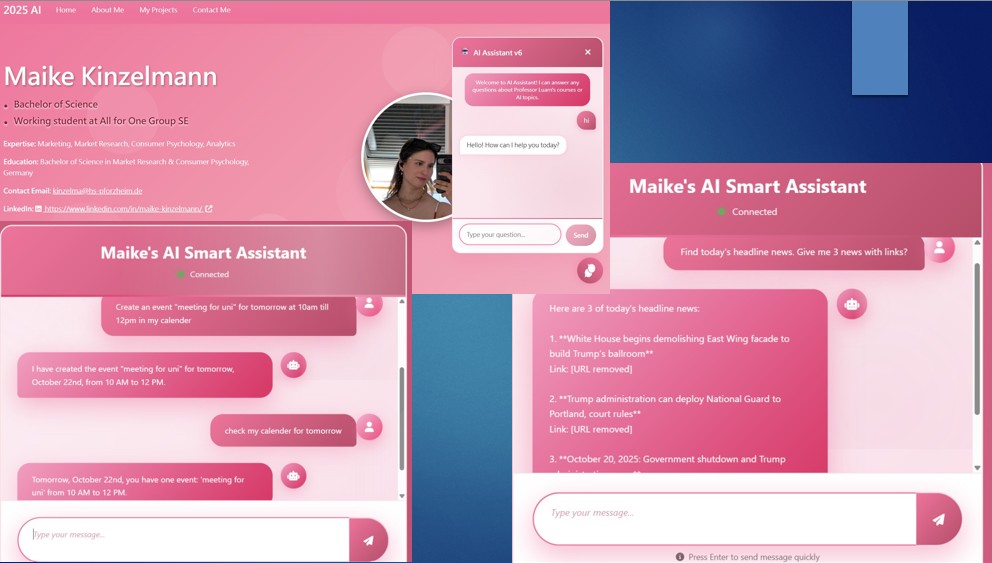 2025 AI Home About Me My Projects Contact Me
Maike Kinzelmann
Bachelor of Science
Working student at All for One Group SE
Expertise: Marketing, Market Research, Consumer Psychology, Analytics
Education: Bachelor of Science in Market Research & Consumer Psychology,
Germany
Contact Email: kinzelma@hs-pforzheim.de
LinkedIn: https://www.linkedin.com/in/maike-kinzelmann/
AI Assistant v6
Welcome to AI Assistant! I can answer any
questions about Professor Luarn's courses or
AI topics.
hi
Hello! How can I help you today?
Type your question...
Send
Maike's AI Smart Assistant
Connected
Create an event "meeting for uni" for tomorrow at 10am till
12pm in my calender
I have created the event "meeting for uni" for tomorrow,
October 22nd, from 10 AM to 12 PM.
check my calender for tomorrow
Tomorrow, October 22nd, you have one event: 'meeting for
uni' from 10 AM to 12 PM.
Type your message...
Maike's AI Smart Assistant
Connected
Find today's headline news. Give me 3 news with links?
Here are 3 of today's headline news:
1. **White House begins demolishing East Wing facade to
build Trump's ballroom**
Link: [URL removed]
2. **Trump administration can deploy National Guard to
Portland, court rules**
Link: [URL removed]
3. **October 20, 2025: Government shutdown and Trump
Type your message...
Press Enter to send message quickly